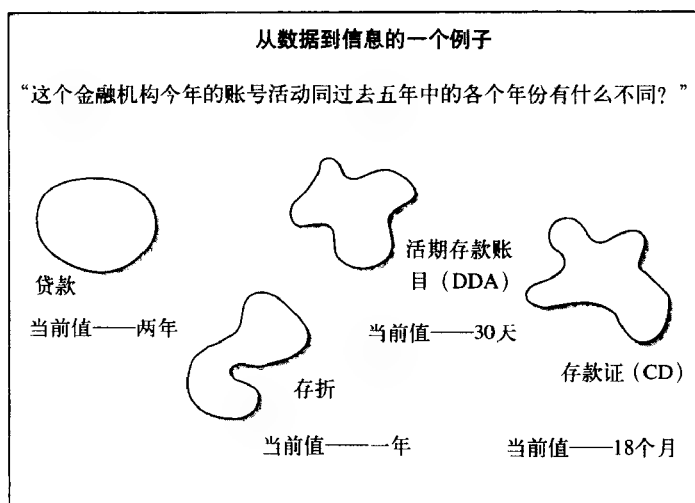 从数据到信息的一个例子
“这个金融机构今年的账号活动同过去五年中的各个年份有什么不同？”
贷款
当前值——两年
活期存款账
目（DDA）
当前值——30天
存折
当前值——一年
存款证（CD）
当前值——18个月